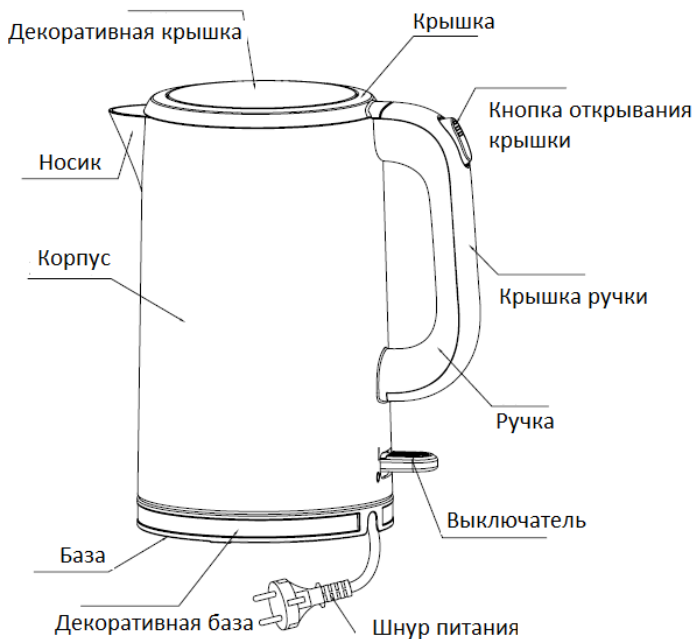 Декоративная крышка
Крышка
Кнопка открывания
крышки
Носик
Корпус
Крышка ручки
Ручка
Выключатель
База
Декоративная база
Шнур питания